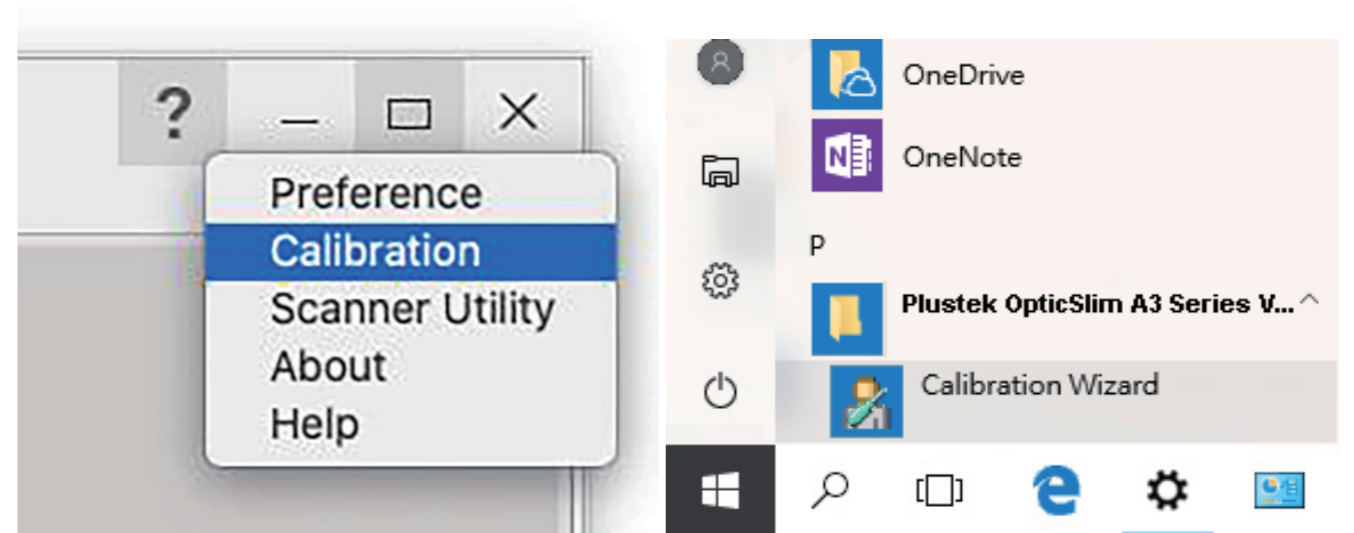 ?
Preference
Calibration
Scanner Utility
About
Help
OneDrive
OneNote
P
Plustek OpticSlim A3 Series V...
Calibration Wizard